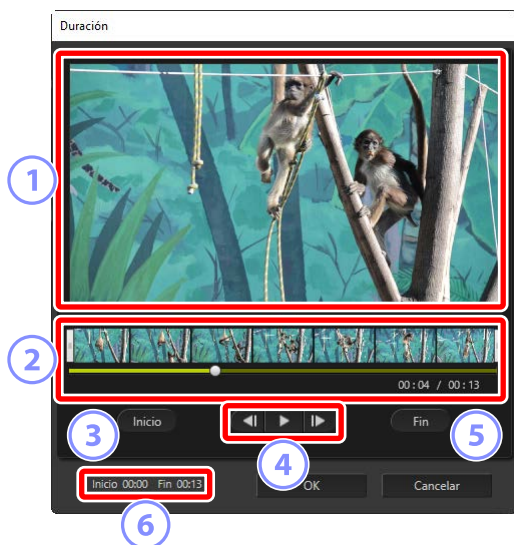 Duración
1
2
00:04 / 00:13
3 Inicio Fin 5
4
Inicio 00:00 Fin 00:13 OK Cancelar
6